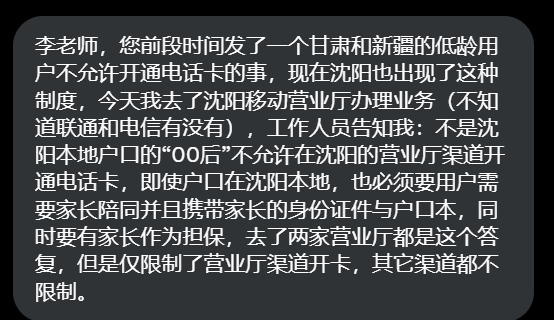 李老师，您前段时间发了一个甘肃和新疆的低龄用
户不允许开通电话卡的事，现在沈阳也出现了这种
制度，今天我去了沈阳移动营业厅办理业务（不知
道联通和电信有没有），工作人员告知我：不是沈
阳本地户口的“00后”不允许在沈阳的营业厅渠道开
通电话卡，即使户口在沈阳本地，也必须要用户需
要家长陪同并且携带家长的身份证件与户口本，同
时要有家长作为担保，去了两家营业厅都是这个答
复，但是仅限制了营业厅渠道开卡，其它渠道都不
限制。